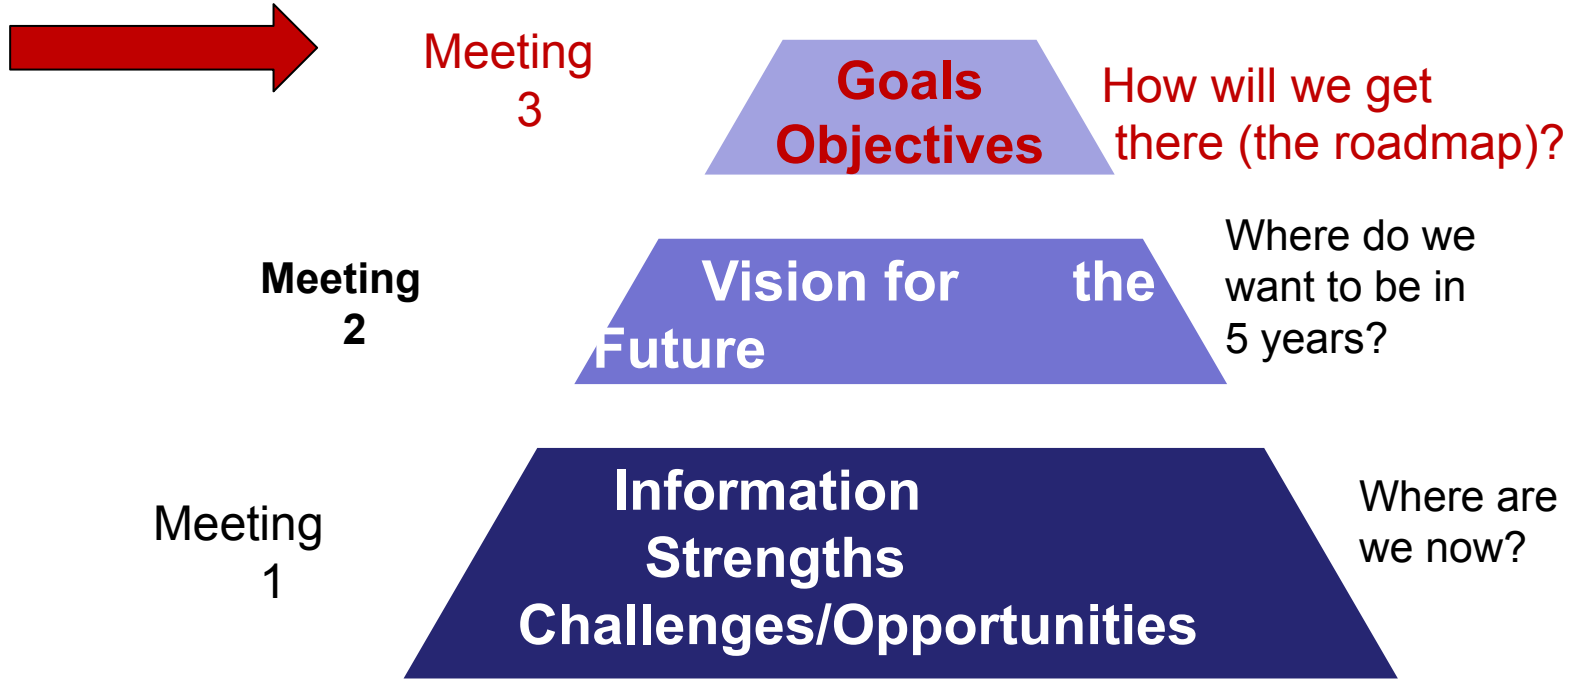 Meeting
3
Goals
Objectives
How will we get
there (the roadmap)?
Meeting
2
Vision for the
Future
Where do we
want to be in
5 years?
Meeting
1
Information
Strengths
Challenges/Opportunities
Where are
we now?